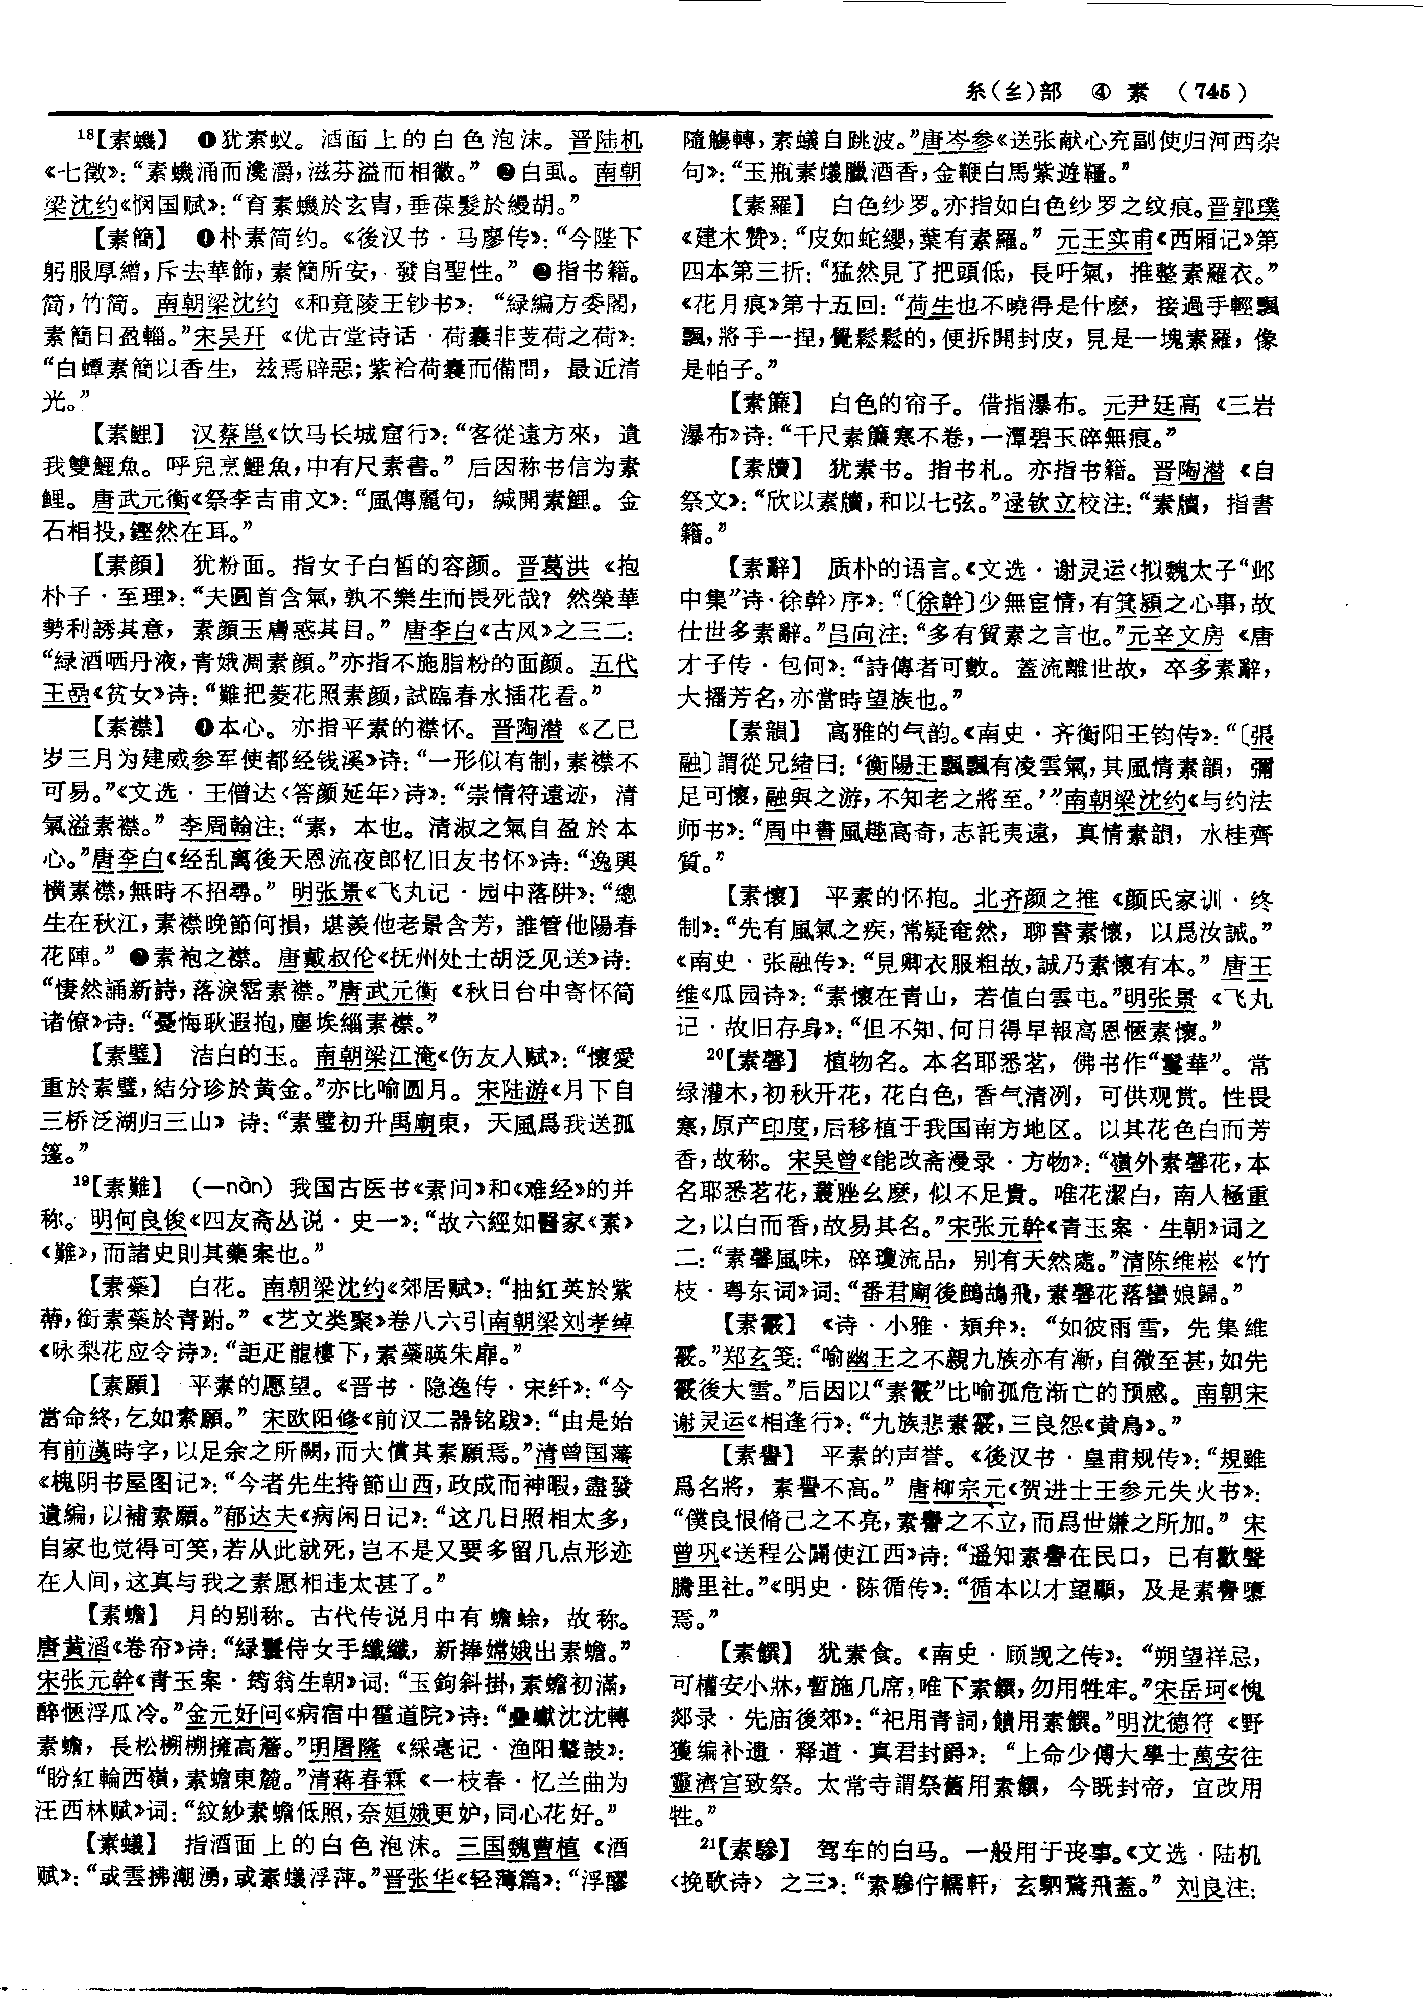 糸(糹)部 ④ 素 (745)
18【素蟣】 ❶犹素蚁。酒面上的白色泡沫。晋陆机
《七徵》：“素蟣涌而瀺灂，滋芬溢而相徽。” ❷白虱。南朝
梁沈约《悯国赋》：“育素蟣於玄冑，垂葆髮於縵胡。”
【素簡】 ❶朴素简约。《後汉书·马廖传》：“今陛下
躬服厚繒，斥去華飾，素簡所安，發自聖性。” ❷指书籍。
简，竹简。南朝梁沈约《和竟陵王钞书》：“緑編方委閣，
素簡日盈輜。”宋吴幵《优古堂诗话·荷囊非芰荷之荷》：
“白蟫素簡以香生，兹焉辟惡；紫袷荷囊而備問，最近清
光。”
【素鯉】 汉蔡邕《饮马长城窟行》：“客從遠方來，遺
我雙鯉魚。呼兒烹鯉魚，中有尺素書。”后因称书信为素
鲤。唐武元衡《祭李吉甫文》：“風傳麗句，緘開素鯉。金
石相投，鏗然在耳。”
【素顔】 犹粉面。指女子白皙的容颜。晋葛洪《抱
朴子·至理》：“夫圓首含氣，孰不樂生而畏死哉？然榮華
勢利誘其意，素顔玉膚惑其目。”唐李白《古风》之三二：
“緑酒哂丹液，青娥凋素顔。”亦指不施脂粉的面颜。五代
王嵒《贫女》诗：“難把菱花照素颜，試臨春水插花看。”
【素襟】 ❶本心。亦指平素的襟怀。晋陶潜《乙巳
岁三月为建威参军使都经钱溪》诗：“一形似有制，素襟不
可易。”《文选·王僧达〈答颜延年〉诗》：“崇情符遠迹，清
氣溢素襟。”李周翰注：“素，本也。清淑之氣自盈於本
心。”唐李白《经乱离後天恩流夜郎忆旧友书怀》诗：“逸興
横素襟，無時不招尋。”明张景《飞丸记·园中落阱》：“總
生在秋江，素襟晚節何損，堪羨他老景含芳，誰管他陽春
花陣。” ❷素袍之襟。唐戴叔伦《抚州处士胡泛见送》诗：
“悽然誦新詩，落淚霑素襟。”唐武元衡《秋日台中寄怀简
诸僚》诗：“憂悔耿遐抱，塵埃緇素襟。”
【素璧】 洁白的玉。南朝梁江淹《伤友人赋》：“懷愛
重於素璧，結分珍於黄金。”亦比喻圆月。宋陆游《月下自
三桥泛湖归三山》诗：“素璧初升禹廟東，天風爲我送孤
篷。”
19【素難】 (—nàn) 我国古医书《素问》和《难经》的并
称。明何良俊《四友斋丛说·史一》：“故六經如醫家《素》
《難》，而諸史則其藥案也。”
【素蘂】 白花。南朝梁沈约《郊居赋》：“抽紅英於紫
蔕，銜素蘂於青跗。”《艺文类聚》卷八六引南朝梁刘孝绰
《咏梨花应令诗》：“詎疋龍樓下，素蘂映朱扉。”
【素願】 平素的愿望。《晋书·隐逸传·宋纤》：“今
當命終，乞如素願。”宋欧阳修《前汉二器铭跋》：“由是始
有前漢時字，以足余之所闕，而大償其素願焉。”清曾国藩
《槐阴书屋图记》：“今者先生持節山西，政成而神暇，盡發
遺編，以補素願。”郁达夫《病闲日记》：“这几日照相太多，
自家也觉得可笑，若从此就死，岂不是又要多留几点形迹
在人间，这真与我之素愿相违太甚了。”
【素蟾】 月的别称。古代传说月中有蟾蜍，故称。
唐黄滔《卷帘》诗：“緑鬟侍女手纖纖，新捧嫦娥出素蟾。”
宋张元幹《青玉案·筠翁生朝》词：“玉鉤斜掛，素蟾初滿，
醉愜浮瓜冷。”金元好问《病宿中霍道院》诗：“疊巘沈沈轉
素蟾，長松棚棚擁高簷。”明屠隆《綵毫记·渔阳鼙鼓》：
“盼紅輪西嶺，素蟾東麓。”清蒋春霖《一枝春·忆兰曲为
汪西林赋》词：“紋紗素蟾低照，奈姮娥更妒，同心花好。”
【素蟻】 指酒面上的白色泡沫。三国魏曹植《酒
赋》：“或雲拂潮湧，或素蟻浮萍。”晋张华《轻薄篇》：“浮醪
隨觴轉，素蟻自跳波。”唐岑参《送张献心充副使归河西杂
句》：“玉瓶素蟻臘酒香，金鞭白馬紫遊韁。”
【素羅】 白色纱罗。亦指如白色纱罗之纹痕。晋郭璞
《建木赞》：“皮如蛇纓，葉有素羅。”元王实甫《西厢记》第
四本第三折：“猛然見了把頭低，長吁氣，推整素羅衣。”
《花月痕》第十五回：“荷生也不曉得是什麽，接過手輕飄
飄，將手一捏，覺鬆鬆的，便拆開封皮，見是一塊素羅，像
是帕子。”
【素簾】 白色的帘子。借指瀑布。元尹廷高《三岩
瀑布》诗：“千尺素簾寒不卷，一潭碧玉碎無痕。”
【素牘】 犹素书。指书札。亦指书籍。晋陶潜《自
祭文》：“欣以素牘，和以七弦。”逯钦立校注：“素牘，指書
籍。”
【素辭】 质朴的语言。《文选·谢灵运〈拟魏太子“邺
中集”诗·徐幹〉序》：“〔徐幹〕少無宦情，有箕潁之心事，故
仕世多素辭。”吕向注：“多有質素之言也。”元辛文房《唐
才子传·包何》：“詩傳者可數。蓋流離世故，卒多素辭，
大播芳名，亦當時望族也。”
【素韻】 高雅的气韵。《南史·齐衡阳王钧传》：“〔張
融〕謂從兄緒曰：‘衡陽王飄飄有凌雲氣，其風情素韻，彌
足可懷，融與之游，不知老之將至。’”南朝梁沈约《与约法
师书》：“周中書風趣高奇，志託夷遠，真情素韻，水桂齊
質。”
【素懷】 平素的怀抱。北齐颜之推《颜氏家训·终
制》：“先有風氣之疾，常疑奄然，聊書素懷，以爲汝誡。”
《南史·张融传》：“見卿衣服粗故，誠乃素懷有本。”唐王
维《瓜园诗》：“素懷在青山，若值白雲屯。”明张景《飞丸
记·故旧存身》：“但不知、何日得早報高恩愜素懷。”
20【素馨】 植物名。本名耶悉茗，佛书作“鬘華”。常
绿灌木，初秋开花，花白色，香气清冽，可供观赏。性畏
寒，原产印度，后移植于我国南方地区。以其花色白而芳
香，故称。宋吴曾《能改斋漫录·方物》：“嶺外素馨花，本
名耶悉茗花，叢脞幺麽，似不足貴。唯花潔白，南人極重
之，以白而香，故易其名。”宋张元幹《青玉案·生朝》词之
二：“素馨風味，碎瓊流品，别有天然處。”清陈维崧《竹
枝·粤东词》词：“番君廟後鷓鴣飛，素馨花落蠻娘歸。”
【素霰】 《诗·小雅·頍弁》：“如彼雨雪，先集维
霰。”郑玄笺：“喻幽王之不親九族亦有漸，自微至甚，如先
霰後大雪。”后因以“素霰”比喻孤危渐亡的预感。南朝宋
谢灵运《相逢行》：“九族悲素霰，三良怨《黄鳥》。”
【素譽】 平素的声誉。《後汉书·皇甫规传》：“規雖
爲名將，素譽不高。”唐柳宗元《贺进士王参元失火书》：
“僕良恨脩己之不亮，素譽之不立，而爲世嫌之所加。”宋
曾巩《送程公闢使江西》诗：“遥知素譽在民口，已有歡聲
騰里社。”《明史·陈循传》：“循本以才望顯，及是素譽隳
焉。”
【素饌】 犹素食。《南史·顾觊之传》：“朔望祥忌，
可權安小牀，暫施几席，唯下素饌，勿用牲牢。”宋岳珂《愧
郯录·先庙後郊》：“祀用青詞，饋用素饌。”明沈德符《野
獲编补遗·释道·真君封爵》：“上命少傅大學士萬安往
靈濟宫致祭。太常寺謂祭舊用素饌，今既封帝，宜改用
牲。”
21【素驂】 驾车的白马。一般用于丧事。《文选·陆机
〈挽歌诗〉之三》：“素驂佇轜軒，玄駟騖飛蓋。”刘良注：